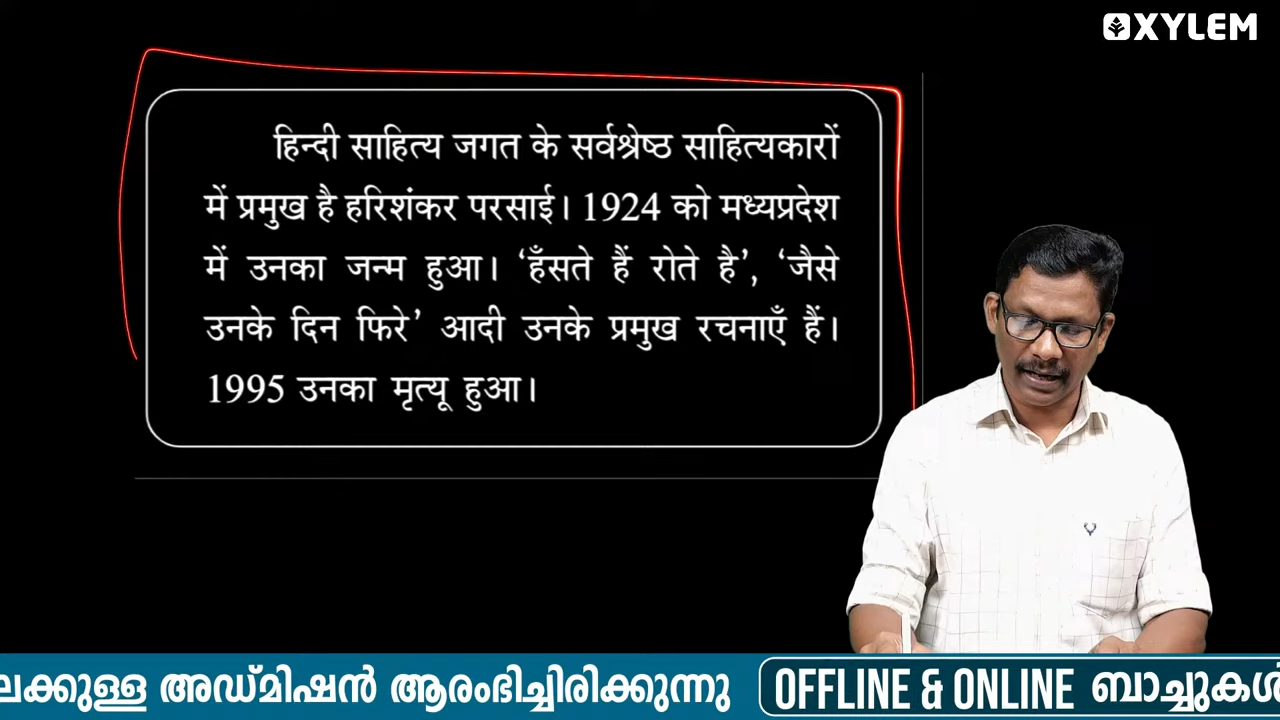 XYLEM
हिन्दी साहित्य जगत के सर्वश्रेष्ठ साहित्यकारों
में प्रमुख है हरिशंकर परसाई। 1924 को मध्यप्रदेश
में उनका जन्म हुआ। ‘हँसते हैं रोते है’, ‘जैसे
उनके दिन फिरे’ आदी उनके प्रमुख रचनाएँ हैं।
1995 उनका मृत्यू हुआ।
ലക്കുള്ള അഡ്മിഷൻ ആരംഭിച്ചിരിക്കുന്നു
OFFLINE & ONLINE ബാച്ചുകൾ